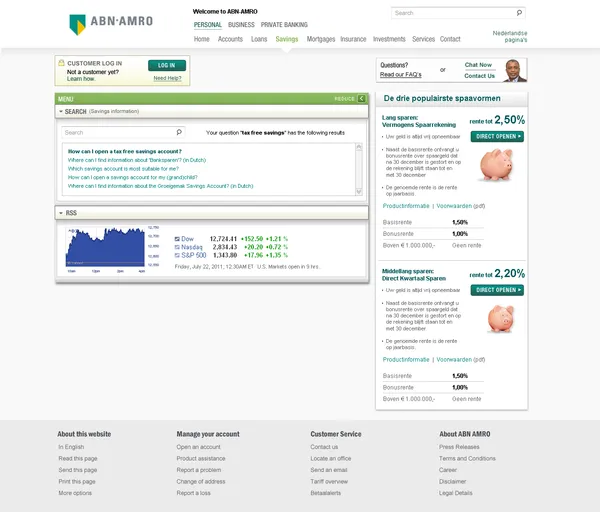 ABN·AMRO
Welcome to ABN-AMRO
PERSONAL BUSINESS PRIVATE BANKING
Search
Home Accounts Loans Savings Mortgages Insurance Investments Services Contact
Nederlandse
pagina's
CUSTOMER LOG IN
LOG IN
Not a customer yet?
Learn how.
Need Help?
Questions?
Read our FAQ's
or
Chat Now
Contact Us
MENU
REDUCE
SEARCH (Savings information)
Search
Your question 'tax free savings' has the following results
How can I open a tax free savings account?
Where can I find information about 'Banksparen'? (in Dutch)
Which savings account is most suitable for me?
How can I open a savings account for my (grand)child?
Where can I find information about the Groeigemak Savings Account? (in Dutch)
RSS
12,750
12,700
12,650
10am 12pm 2pm 4pm
Dow 12,724.41 +152.50 +1.21 %
Nasdaq 2,834.43 +20.20 +0.72 %
S&P 500 1,343.80 +17.96 +1.35 %
Friday, July 22, 2011, 12:30AM ET. U.S. Markets open in 9 hrs.
De drie populairste spaavormen
Lang sparen:
Vermogens Spaarrekening
rente tot 2,50%
Uw geld is altijd vrij opneembaar
DIRECT OPENEN
Naast de basisrente ontvangt u
bonusrente over spaargeld dat
na 30 december is gestort en op
de rekening blijft staan tot en
met 30 december
De genoemde rente is de rente
op jaarbasis.
Productinformatie | Voorwaarden (pdf)
Basisrente 1,50%
Bonusrente 1,00%
Boven € 1.000.000,- Geen rente
Middellang sparen:
Direct Kwartaal Sparen
rente tot 2,20%
Uw geld is altijd vrij opneembaar
DIRECT OPENEN
Naast de basisrente ontvangt u
bonusrente over spaargeld dat
na 30 december is gestort en op
de rekening blijft staan tot en
met 30 december
De genoemde rente is de rente
op jaarbasis.
Productinformatie | Voorwaarden (pdf)
Basisrente 1,50%
Bonusrente 1,00%
Boven € 1.000.000,- Geen rente
About this website
In English
Read this page
Send this page
Print this page
More options
Manage your account
Open an account
Product assistance
Report a problem
Change of address
Report a loss
Customer Service
Contact us
Locate an office
Send an email
Tariff overview
Betaalalerts
About ABN AMRO
Press Releases
Terms and Conditions
Career
Disclaimer
Legal Details